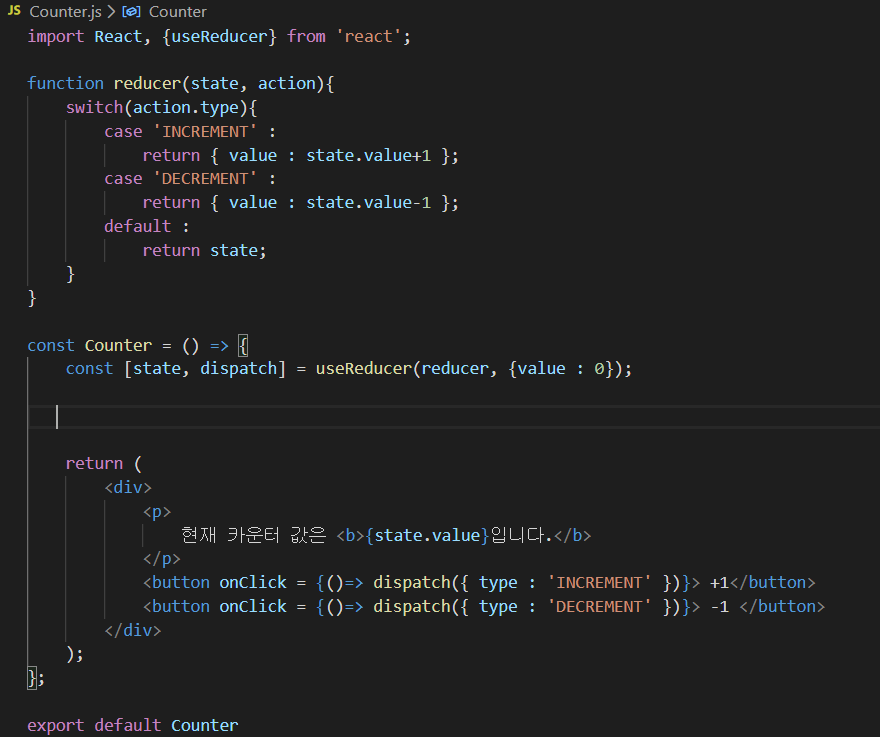 JS Counter.js > Counter
import React, {useReducer} from 'react';
function reducer(state, action){
switch(action.type){
case 'INCREMENT' :
return { value : state.value+1 };
case 'DECREMENT' :
return { value : state.value-1 };
default :
return state;
}
}
const Counter = () => {
const [state, dispatch] = useReducer(reducer, {value : 0});
return (
<div>
<p>
현재 카운터 값은 <b>{state.value}입니다.</b>
</p>
<button onClick = {()=> dispatch({ type : 'INCREMENT' })}> +1</button>
<button onClick = {()=> dispatch({ type : 'DECREMENT' })}> -1 </button>
</div>
);
};
export default Counter